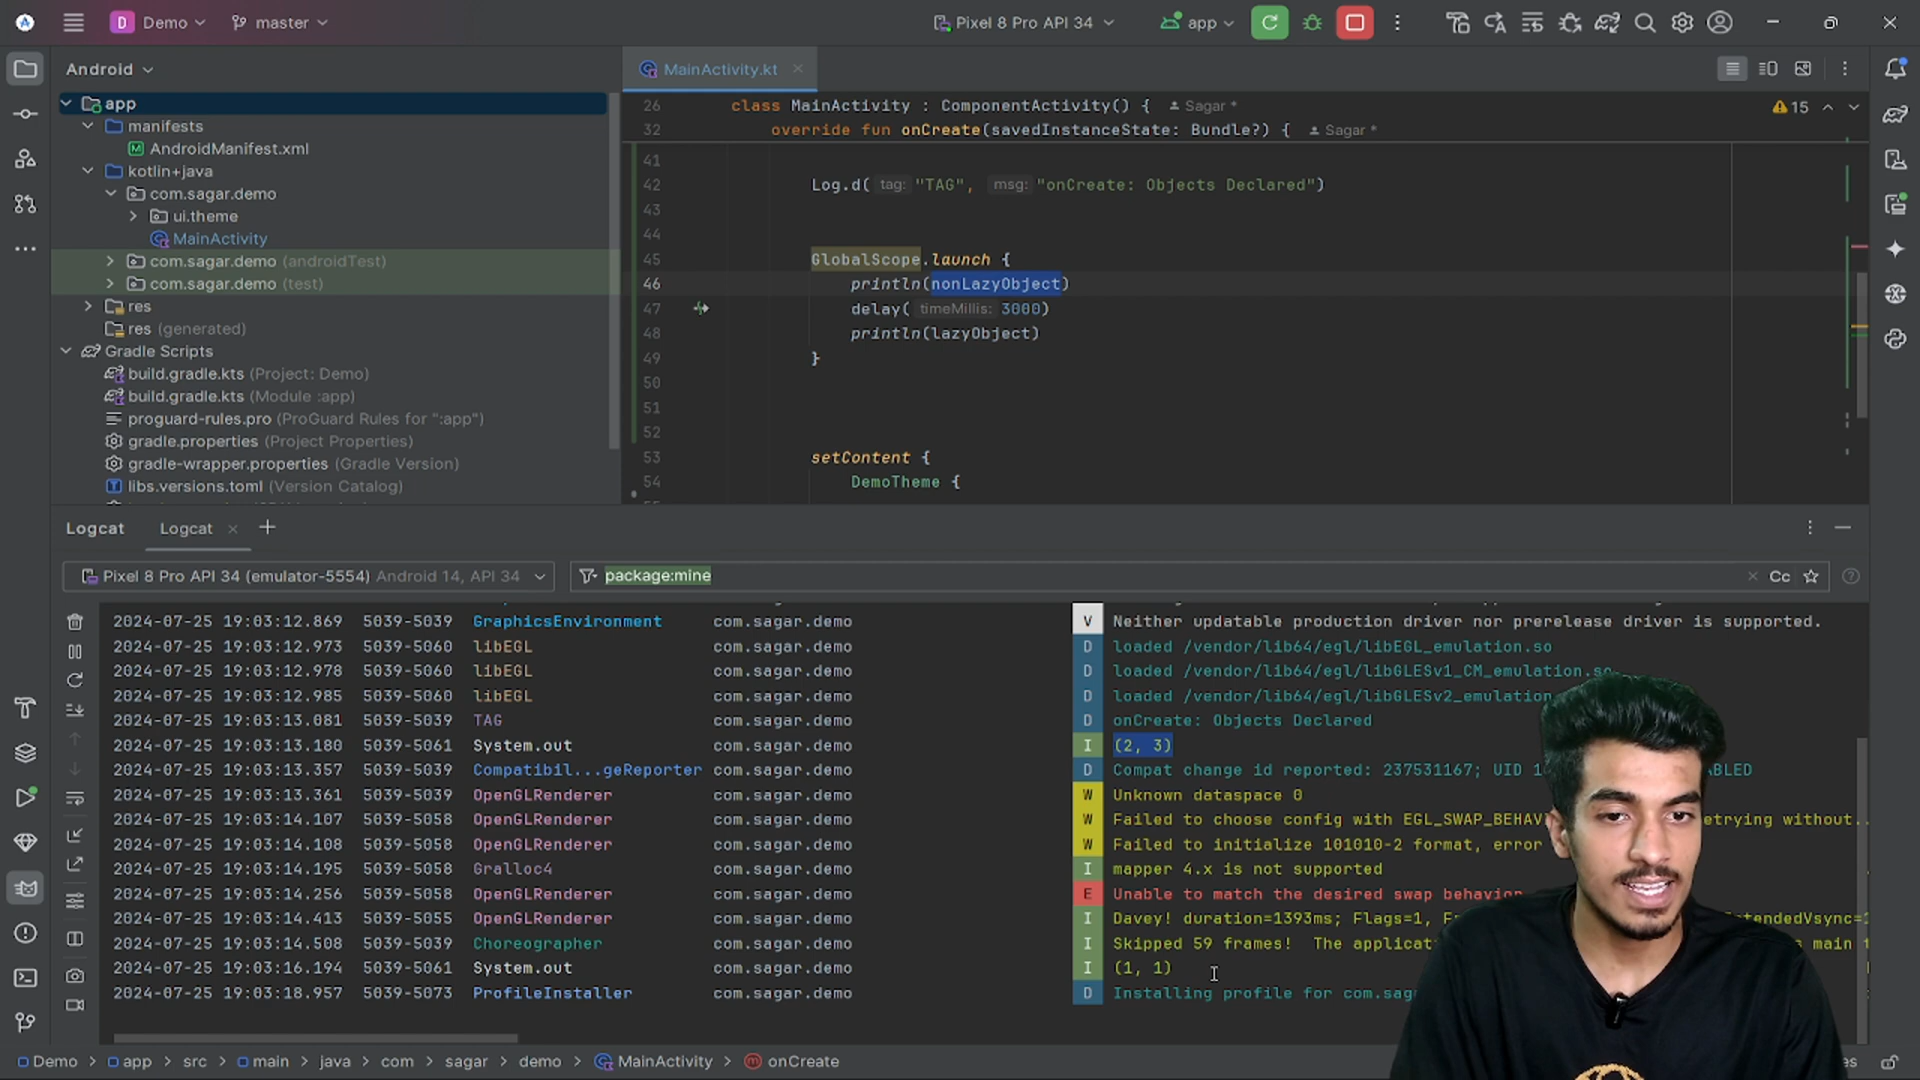 D Demo master Pixel 8 Pro API 34 app
Android
app
manifests
AndroidManifest.xml
kotlin+java
com.sagar.demo
ui.theme
MainActivity
com.sagar.demo (androidTest)
com.sagar.demo (test)
res
res (generated)
Gradle Scripts
build.gradle.kts (Project: Demo)
build.gradle.kts (Module :app)
proguard-rules.pro (ProGuard Rules for ":app")
gradle.properties (Project Properties)
gradle-wrapper.properties (Gradle Version)
libs.versions.toml (Version Catalog)
MainActivity.kt
15
26 class MainActivity : ComponentActivity() { Sagar *
32 override fun onCreate(savedInstanceState: Bundle?) { Sagar *
41
42 Log.d( tag: "TAG", msg: "onCreate: Objects Declared")
43
44
45 GlobalScope.launch {
46 println(nonLazyObject)
47 delay( timeMillis: 3000)
48 println(lazyObject)
49 }
50
51
52
53 setContent {
54 DemoTheme {
Logcat Logcat
Pixel 8 Pro API 34 (emulator-5554) Android 14, API 34 package:mine Cc
2024-07-25 19:03:12.869 5039-5039 GraphicsEnvironment com.sagar.demo V Neither updatable production driver nor prerelease driver is supported.
2024-07-25 19:03:12.973 5039-5060 libEGL com.sagar.demo D loaded /vendor/lib64/egl/libEGL_emulation.so
2024-07-25 19:03:12.978 5039-5060 libEGL com.sagar.demo D loaded /vendor/lib64/egl/libGLESv1_CM_emulation.so
2024-07-25 19:03:12.985 5039-5060 libEGL com.sagar.demo D loaded /vendor/lib64/egl/libGLESv2_emulation
2024-07-25 19:03:13.081 5039-5039 TAG com.sagar.demo D onCreate: Objects Declared
2024-07-25 19:03:13.180 5039-5061 System.out com.sagar.demo I (2, 3)
2024-07-25 19:03:13.357 5039-5039 Compatibil...geReporter com.sagar.demo D Compat change id reported: 237531167; UID
2024-07-25 19:03:13.361 5039-5039 OpenGLRenderer com.sagar.demo W Unknown dataspace 0
2024-07-25 19:03:14.107 5039-5058 OpenGLRenderer com.sagar.demo W Failed to choose config with EGL_SWAP_BEHAV etrying without..
2024-07-25 19:03:14.108 5039-5058 OpenGLRenderer com.sagar.demo W Failed to initialize 101010-2 format, error
2024-07-25 19:03:14.195 5039-5058 Gralloc4 com.sagar.demo I mapper 4.x is not supported
2024-07-25 19:03:14.256 5039-5058 OpenGLRenderer com.sagar.demo E Unable to match the desired swap behavior
2024-07-25 19:03:14.413 5039-5055 OpenGLRenderer com.sagar.demo I Davey! duration=1393ms; Flags=1,
2024-07-25 19:03:14.508 5039-5039 Choreographer com.sagar.demo I Skipped 59 frames! The applicat s main
2024-07-25 19:03:16.194 5039-5061 System.out com.sagar.demo I (1, 1)
2024-07-25 19:03:18.957 5039-5073 ProfileInstaller com.sagar.demo D Installing profile for com.sag
Demo > app > src > main > java > com > sagar > demo > MainActivity > onCreate